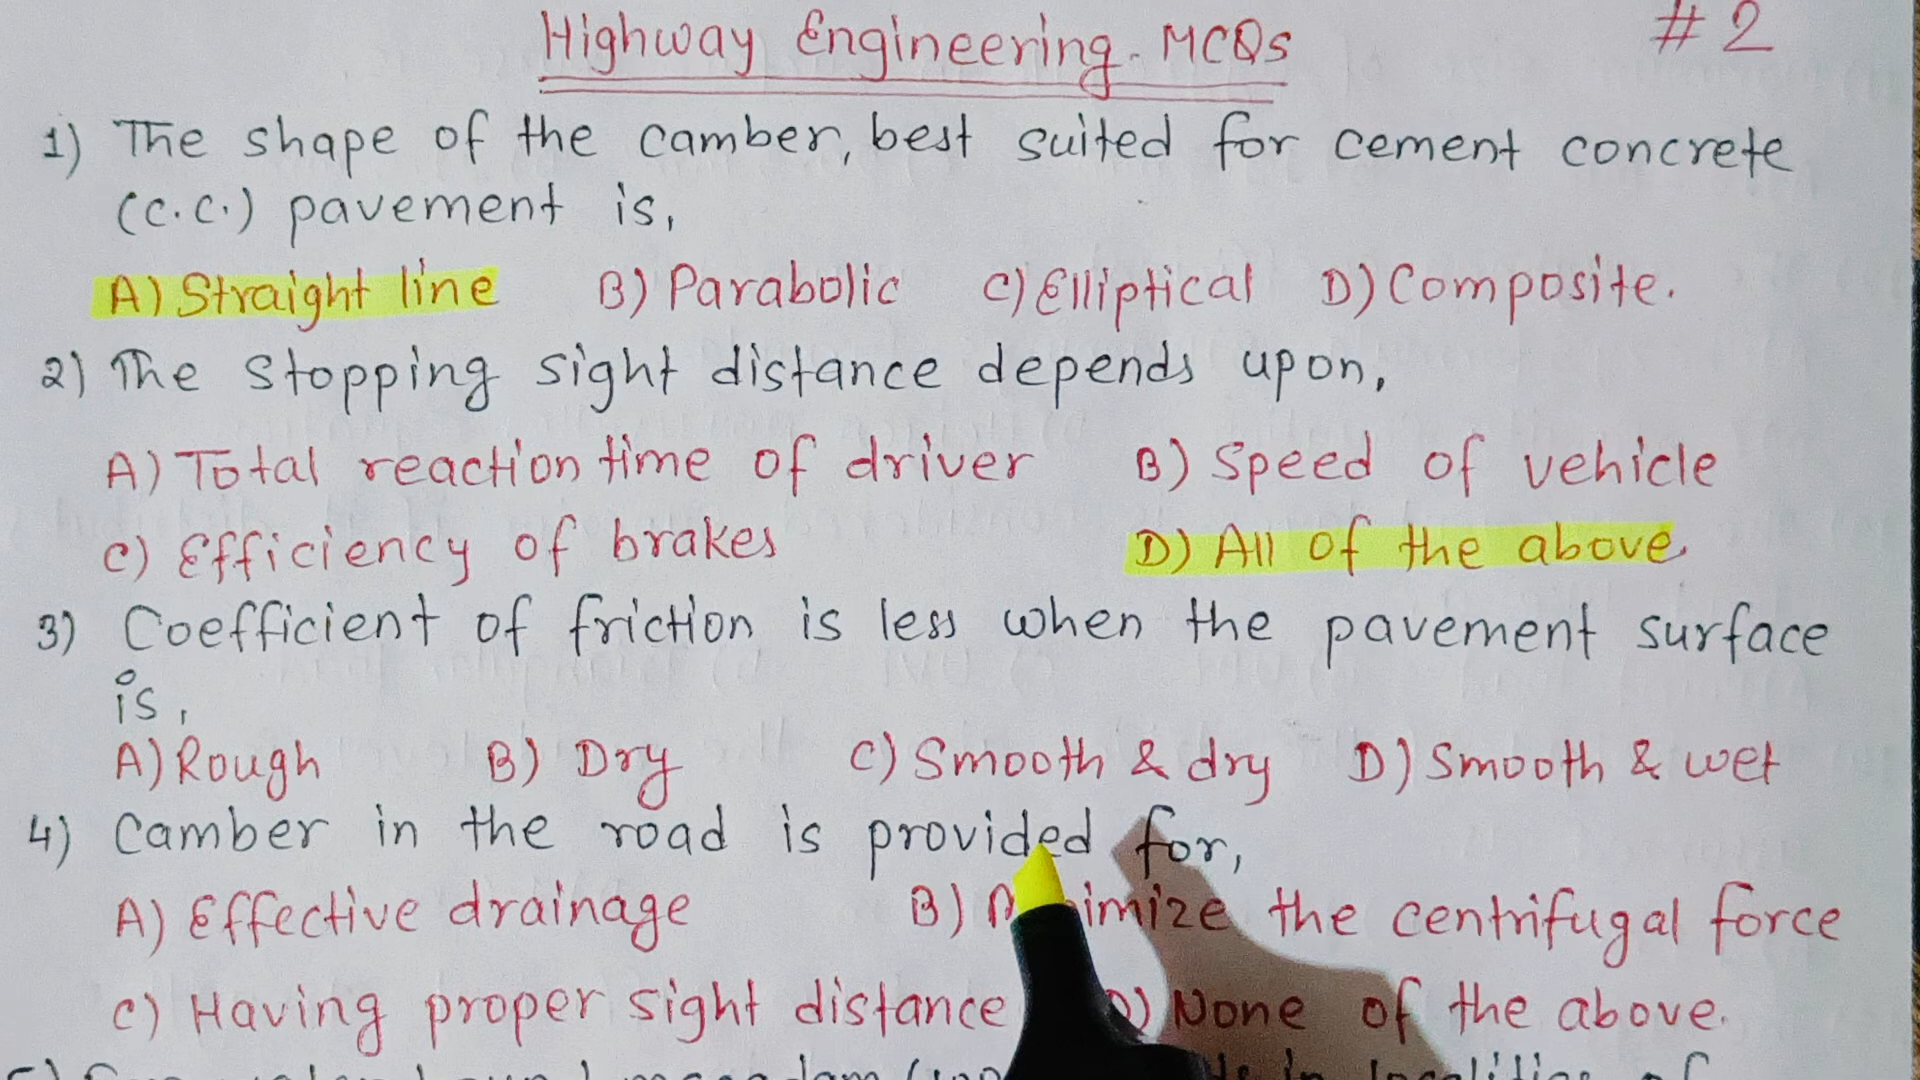 Highway Engineering-MCQs
#2
1) The shape of the camber, best suited for cement concrete
(c.c.) pavement is,
A) Straight line B) Parabolic C) Elliptical D) Composite.
2) The stopping sight distance depends upon,
A) Total reaction time of driver B) Speed of vehicle
C) Efficiency of brakes D) All of the above
3) Coefficient of friction is less when the pavement surface
is,
A) Rough B) Dry C) Smooth & dry D) Smooth & wet
4) Camber in the road is provided for,
A) Effective drainage B) the centrifugal force
C) Having proper sight distance D) None of the above.